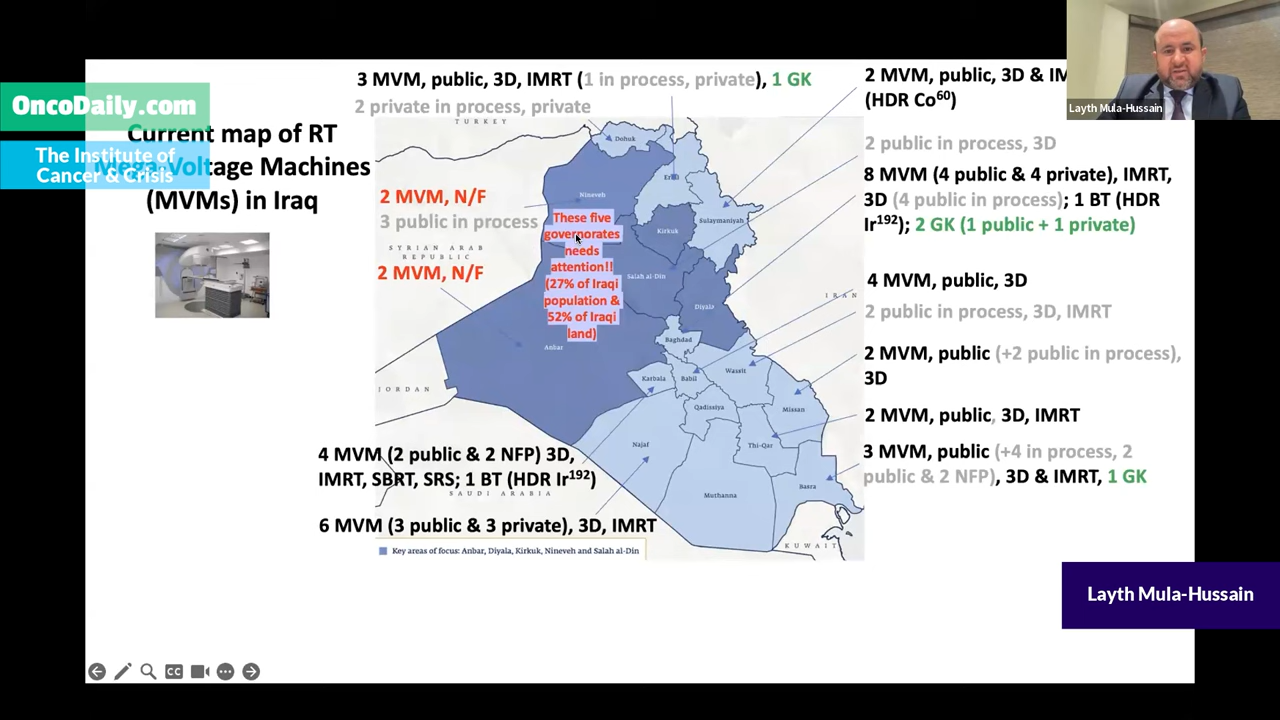 OncoDaily.com
The Institute of
Cancer & Crisis
Current map of RT
Voltage Machines
(MVMs) in Iraq
3 MVM, public, 3D, IMRT (1 in process, private), 1 GK
2 private in process, private
2 MVM, N/F
3 public in process
2 MVM, N/F
These five
governorates
needs
attention!!
(27% of Iraqi
population &
52% of Iraqi
land)
TURKEY
SYRIAN ARAB
REPUBLIC
JORDAN
SAUDI ARABIA
IRAN
KUWAIT
Dohuk
Nineveh
Kirkuk
Sulaymaniyah
Salah al-Din
Diyala
Anbar
Baghdad
Wassit
Karbala
Babil
Qadissiya
Missan
Najaf
Thi-Qar
Muthanna
Basra
4 MVM (2 public & 2 NFP) 3D,
IMRT, SBRT, SRS; 1 BT (HDR Ir¹⁹²)
6 MVM (3 public & 3 private), 3D, IMRT
Key areas of focus: Anbar, Diyala, Kirkuk, Nineveh and Salah al-Din
2 MVM, public, 3D & IM
(HDR Co⁶⁰)
2 public in process, 3D
8 MVM (4 public & 4 private), IMRT,
3D (4 public in process); 1 BT (HDR
Ir¹⁹²); 2 GK (1 public + 1 private)
4 MVM, public, 3D
2 public in process, 3D, IMRT
2 MVM, public (+2 public in process),
3D
2 MVM, public, 3D, IMRT
3 MVM, public (+4 in process, 2
public & 2 NFP), 3D & IMRT, 1 GK
Layth Mula-Hussain
Layth Mula-Hussain
CC